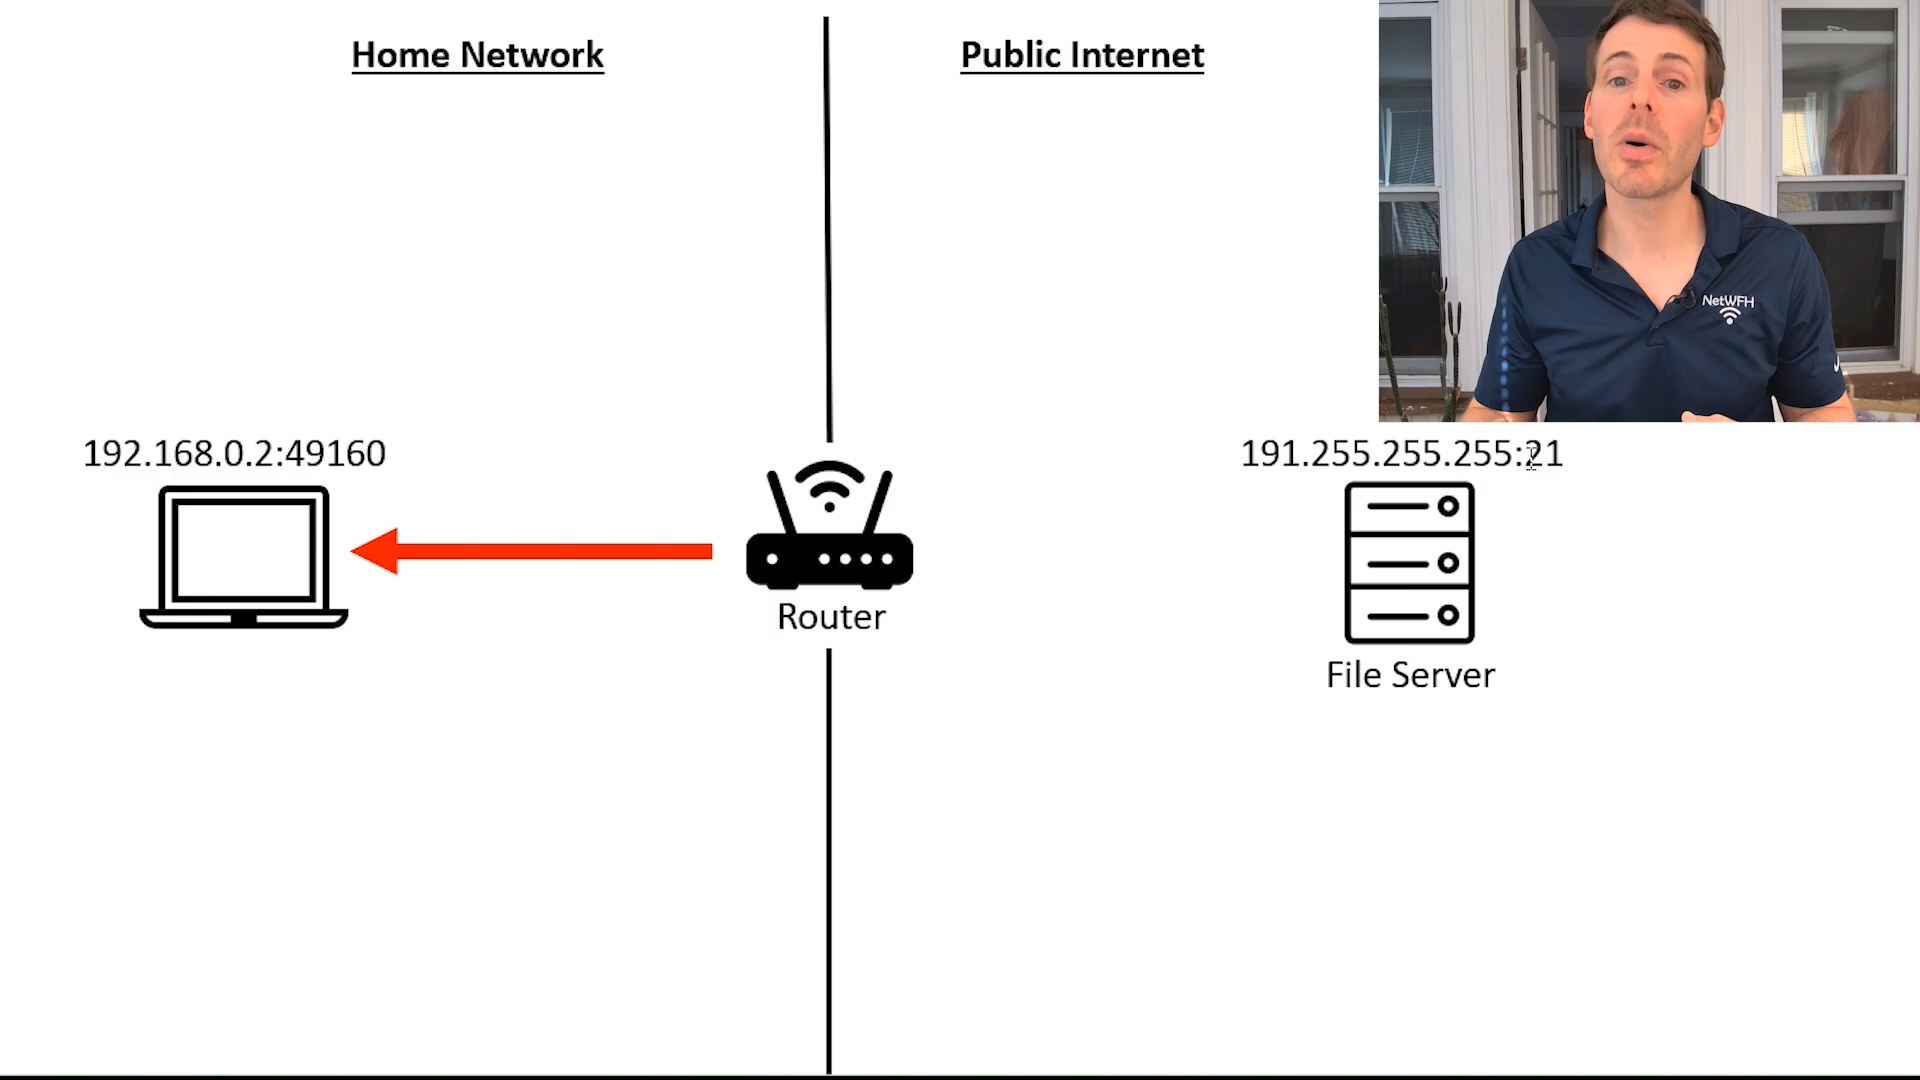 Home Network
Public Internet
NetWFH
192.168.0.2:49160
191.255.255.255:21
Router
File Server